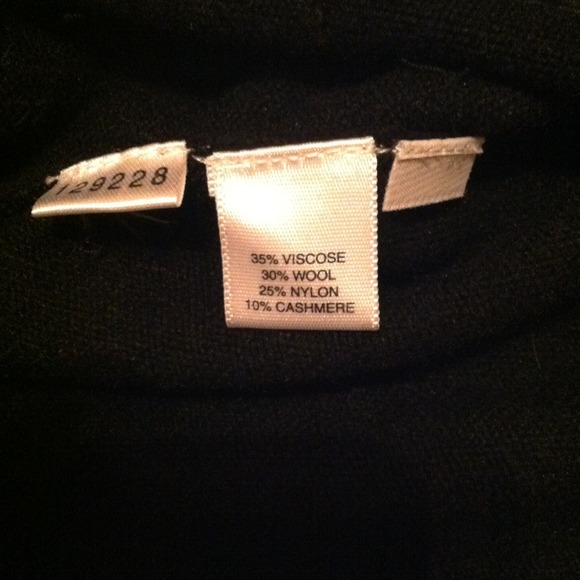 129228
35% VISCOSE
30% WOOL
25% NYLON
10% CASHMERE